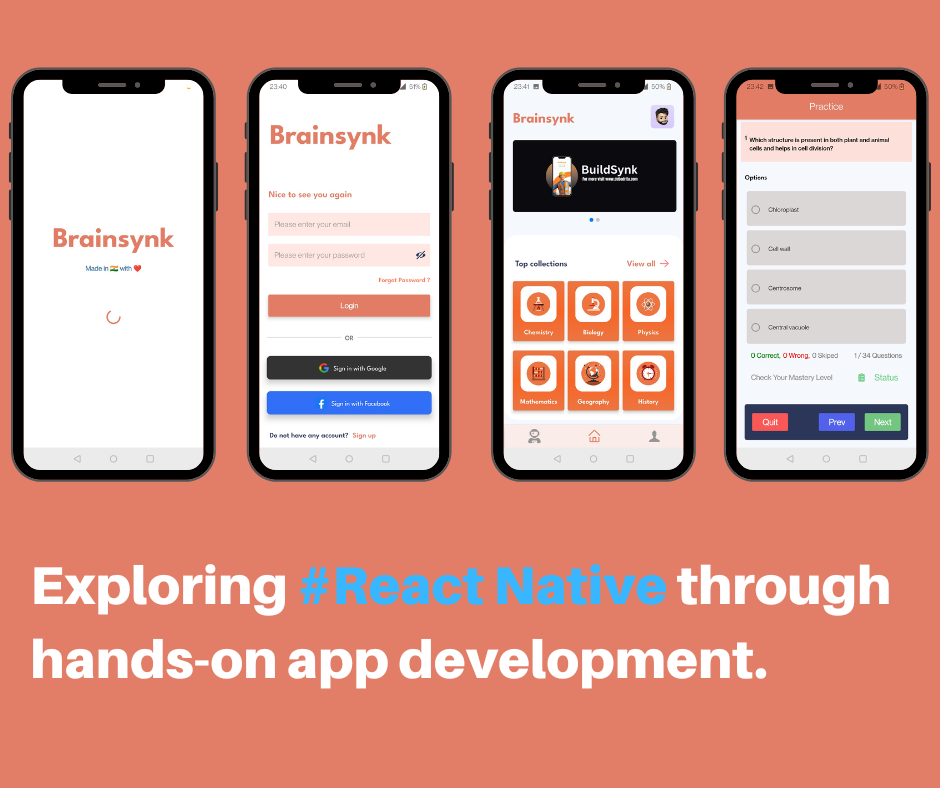 Brainsynk
Made in 🇮🇳 with ❤️
23.40
51%
Brainsynk
Nice to see you again
Please enter your email
Please enter your password
Forgot Password ?
Login
OR
Sign in with Google
Sign in with Facebook
Do not have any account? Sign up
23.41
50%
Brainsynk
BuildSynk
Top collections
View all →
Chemistry
Biology
Physics
Mathematics
Geography
History
23.42
50%
Practice
1 Which structure is present in both plant and animal
cells and helps in cell division?
Options
Chloroplast
Cell wall
Centrosome
Central vacuole
0 Correct, 0 Wrong, 0 Skiped
1 / 34 Questions
Check Your Mastery Level
Status
Quit
Prev
Next
Exploring #React Native through
hands-on app development.